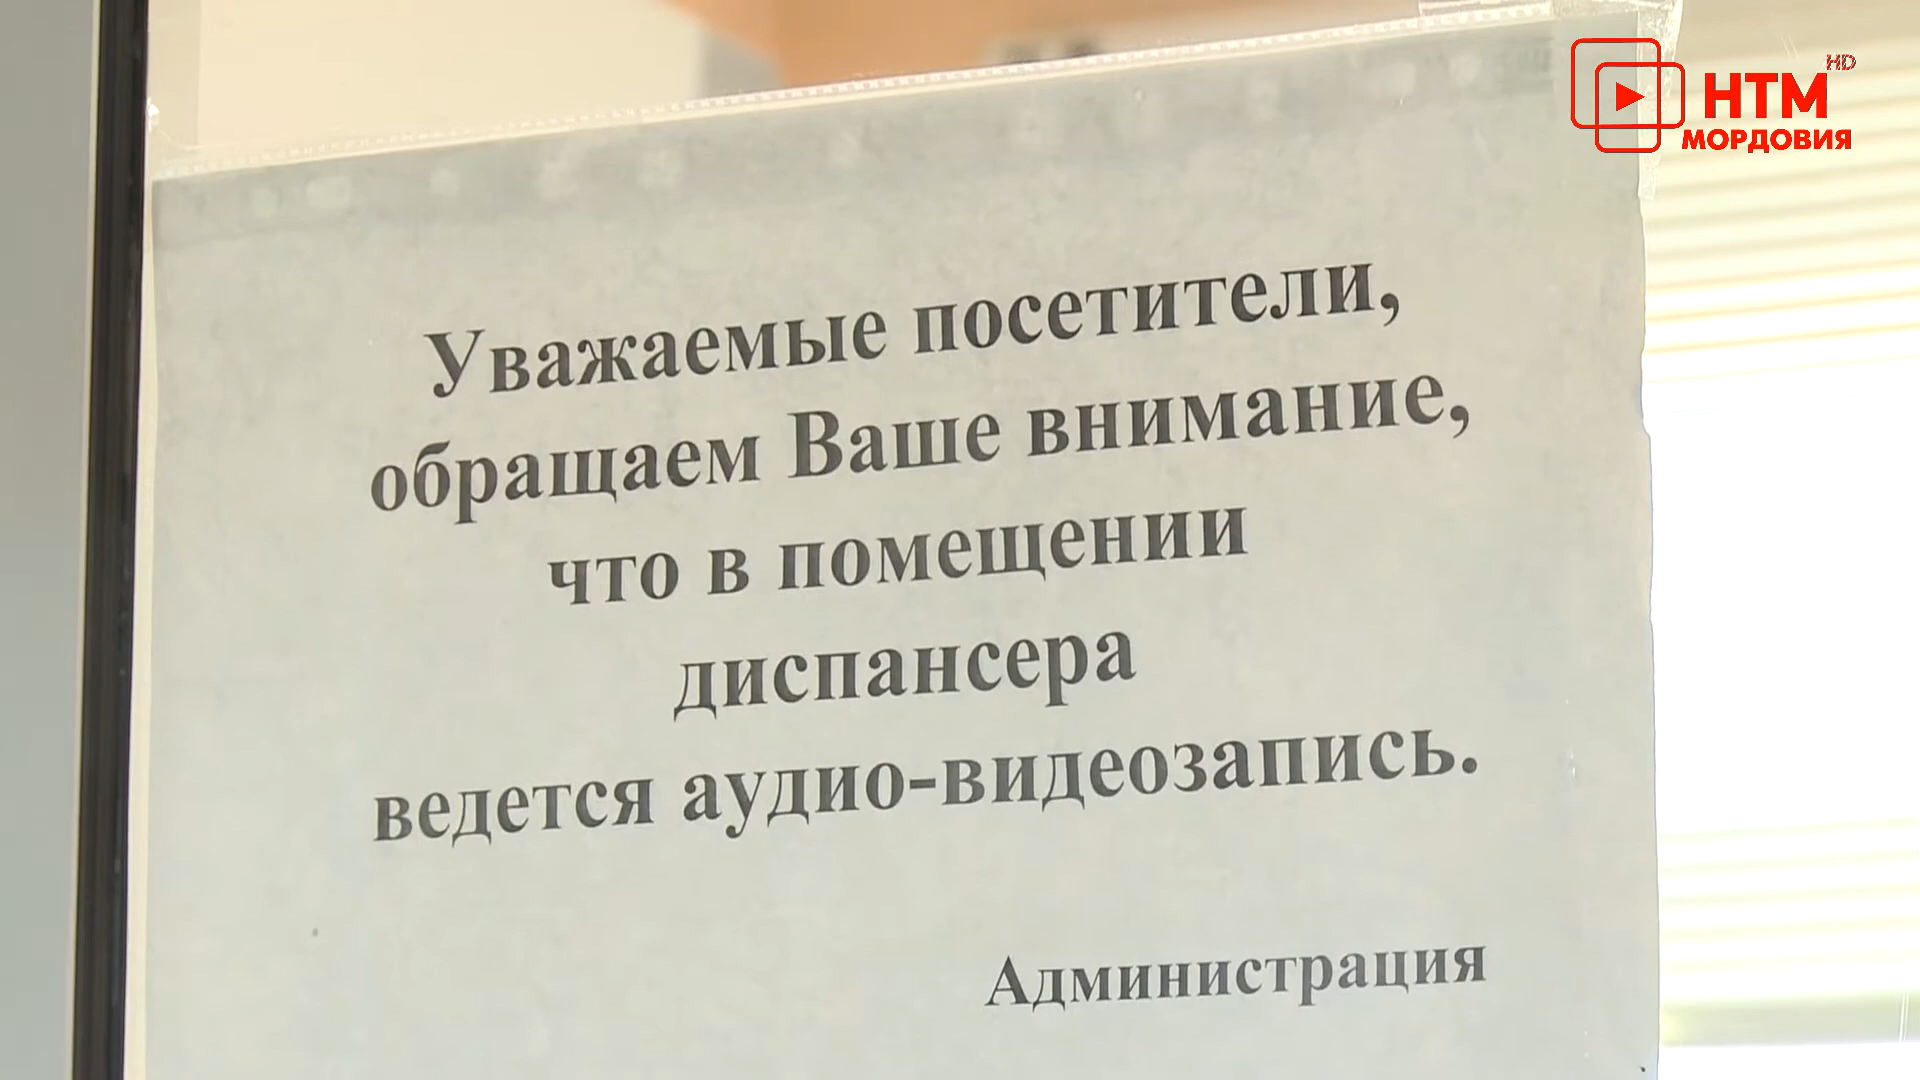 НТМ HD
МОРДОВИЯ
Уважаемые посетители,
обращаем Ваше внимание,
что в помещении
диспансера
ведется аудио-видеозапись.
Администрация